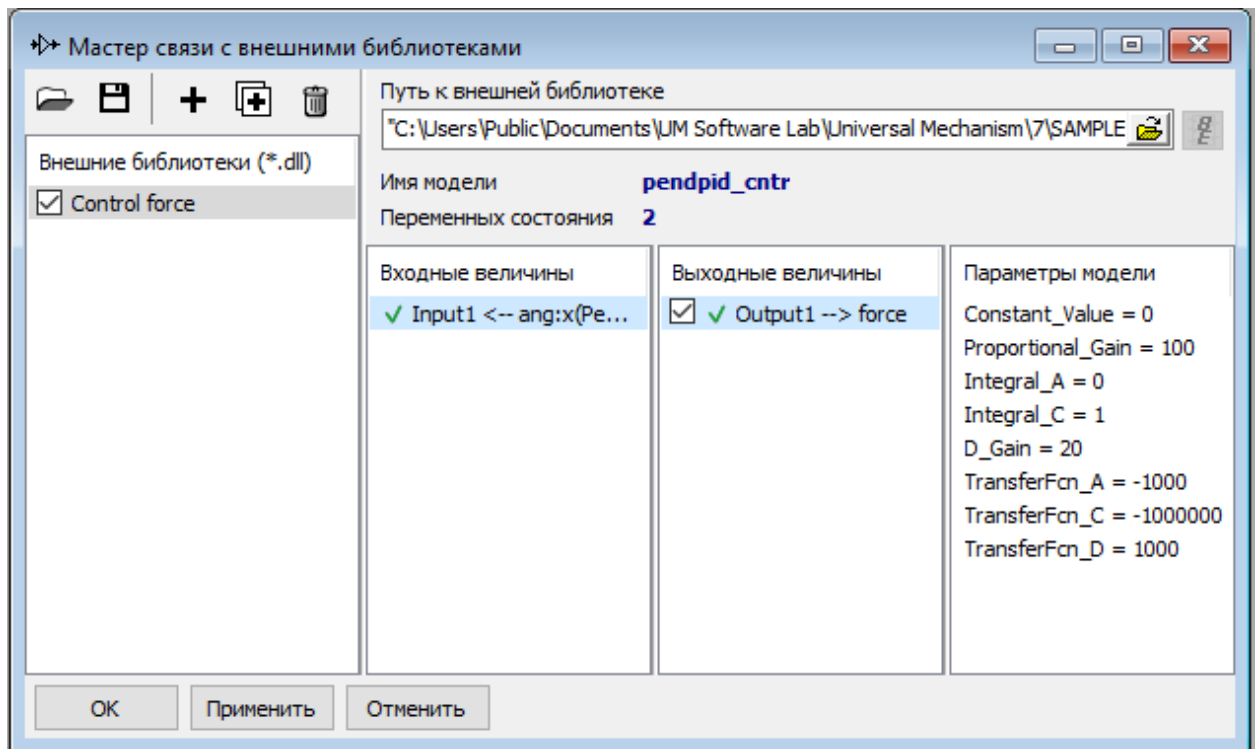 Мастер связи с внешними библиотеками
Путь к внешней библиотеке
"C:\Users\Public\Documents\UM Software Lab\Universal Mechanism\7\SAMPLE
Внешние библиотеки (*.dll)
Control force
Имя модели pendpid_cntr
Переменных состояния 2
Входные величины
Input1 <-- ang:x(Pe...
Выходные величины
Output1 --> force
Параметры модели
Constant_Value = 0
Proportional_Gain = 100
Integral_A = 0
Integral_C = 1
D_Gain = 20
TransferFcn_A = -1000
TransferFcn_C = -1000000
TransferFcn_D = 1000
OK
Применить
Отменить